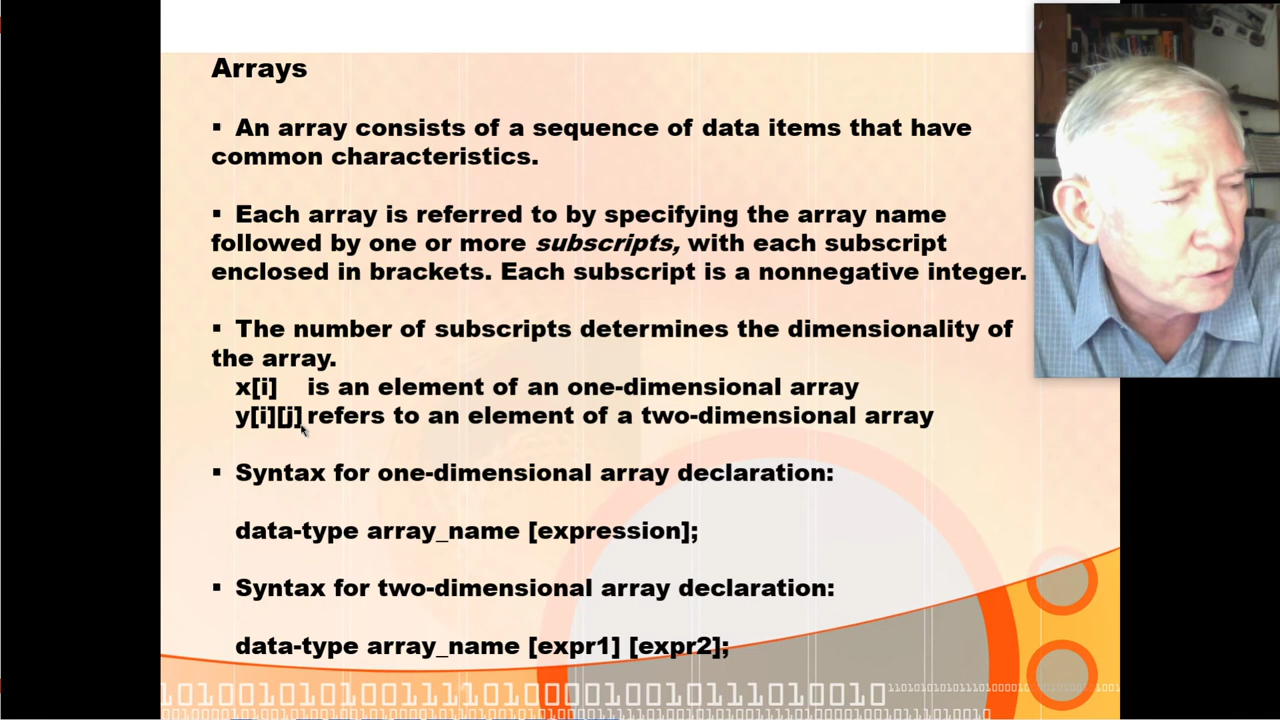 Arrays
▪ An array consists of a sequence of data items that have
common characteristics.
▪ Each array is referred to by specifying the array name
followed by one or more subscripts, with each subscript
enclosed in brackets. Each subscript is a nonnegative integer.
▪ The number of subscripts determines the dimensionality of
the array.
x[i] is an element of an one-dimensional array
y[i][j] refers to an element of a two-dimensional array
▪ Syntax for one-dimensional array declaration:
data-type array_name [expression];
▪ Syntax for two-dimensional array declaration:
data-type array_name [expr1] [expr2];